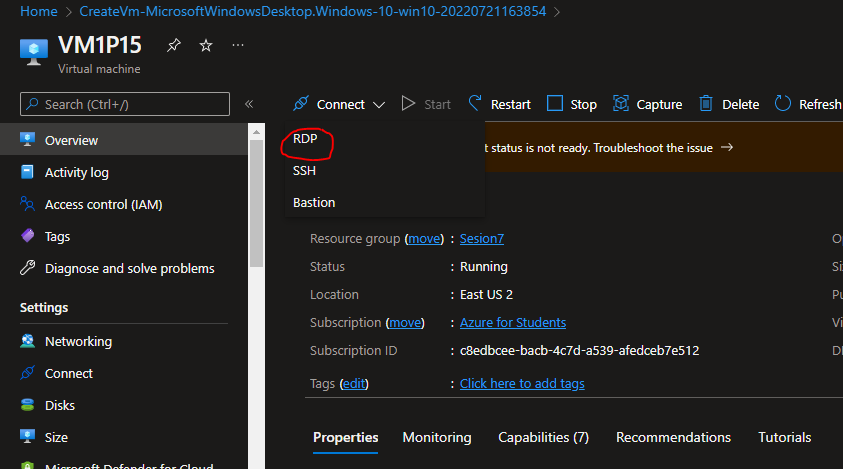 Home > CreateVm-MicrosoftWindowsDesktop.Windows-10-win10-20220721163854 >
VM1P15 ...
Virtual machine
Search (Ctrl+/) «
Connect Start Restart Stop Capture Delete Refresh
RDP
SSH
Bastion
t status is not ready. Troubleshoot the issue →
Overview
Activity log
Access control (IAM)
Tags
Diagnose and solve problems
Settings
Networking
Connect
Disks
Size
Microsoft Defender for Cloud
Resource group (move) : Sesion7
Status : Running
Location : East US 2
Subscription (move) : Azure for Students
Subscription ID : c8edbcee-bacb-4c7d-a539-afedceb7e512
Tags (edit) : Click here to add tags
Properties Monitoring Capabilities (7) Recommendations Tutorials